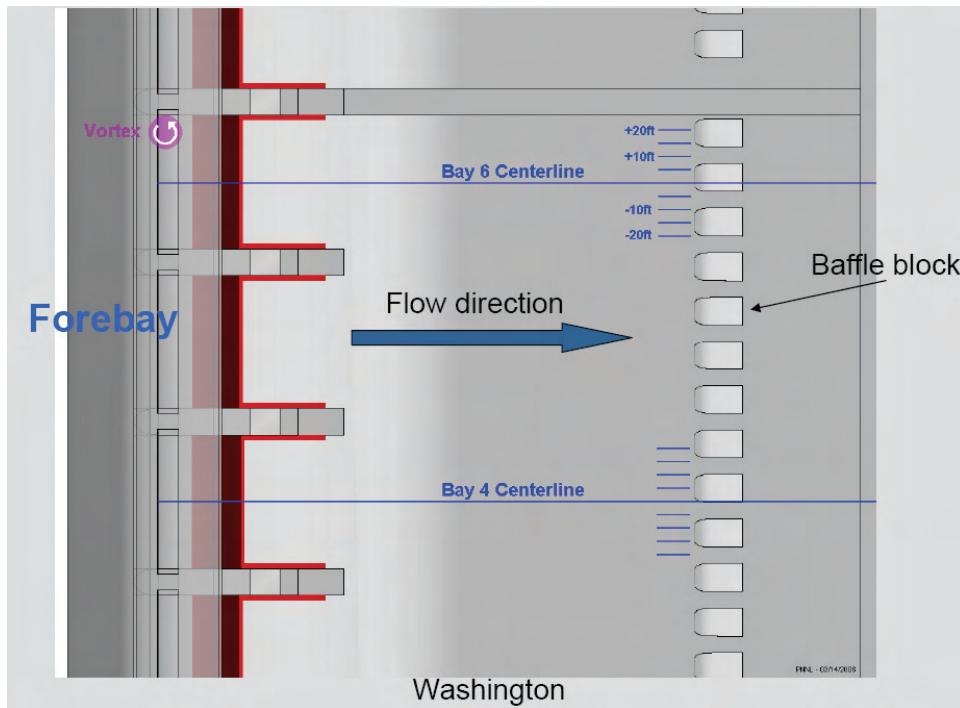 Vortex
+20ft
+10ft
Bay 6 Centerline
-10ft
-20ft
Baffle block
Forebay
Flow direction
Bay 4 Centerline
PNNL - 03/14/2008
Washington